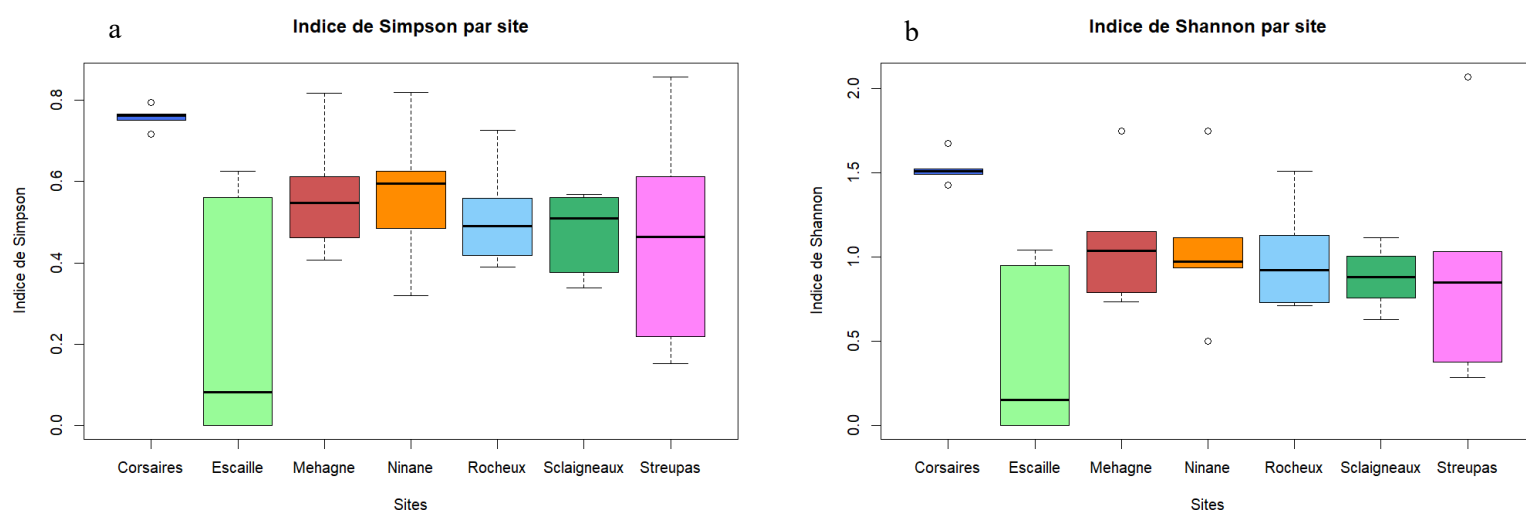 a
Indice de Simpson par site
Indice de Simpson
0.8
0.6
0.4
0.2
0.0
Corsaires Escaille Mehagne Ninane Rocheux Sclaigneaux Streupas
Sites
b
Indice de Shannon par site
Indice de Shannon
2.0
1.5
1.0
0.5
0.0
Corsaires Escaille Mehagne Ninane Rocheux Sclaigneaux Streupas
Sites